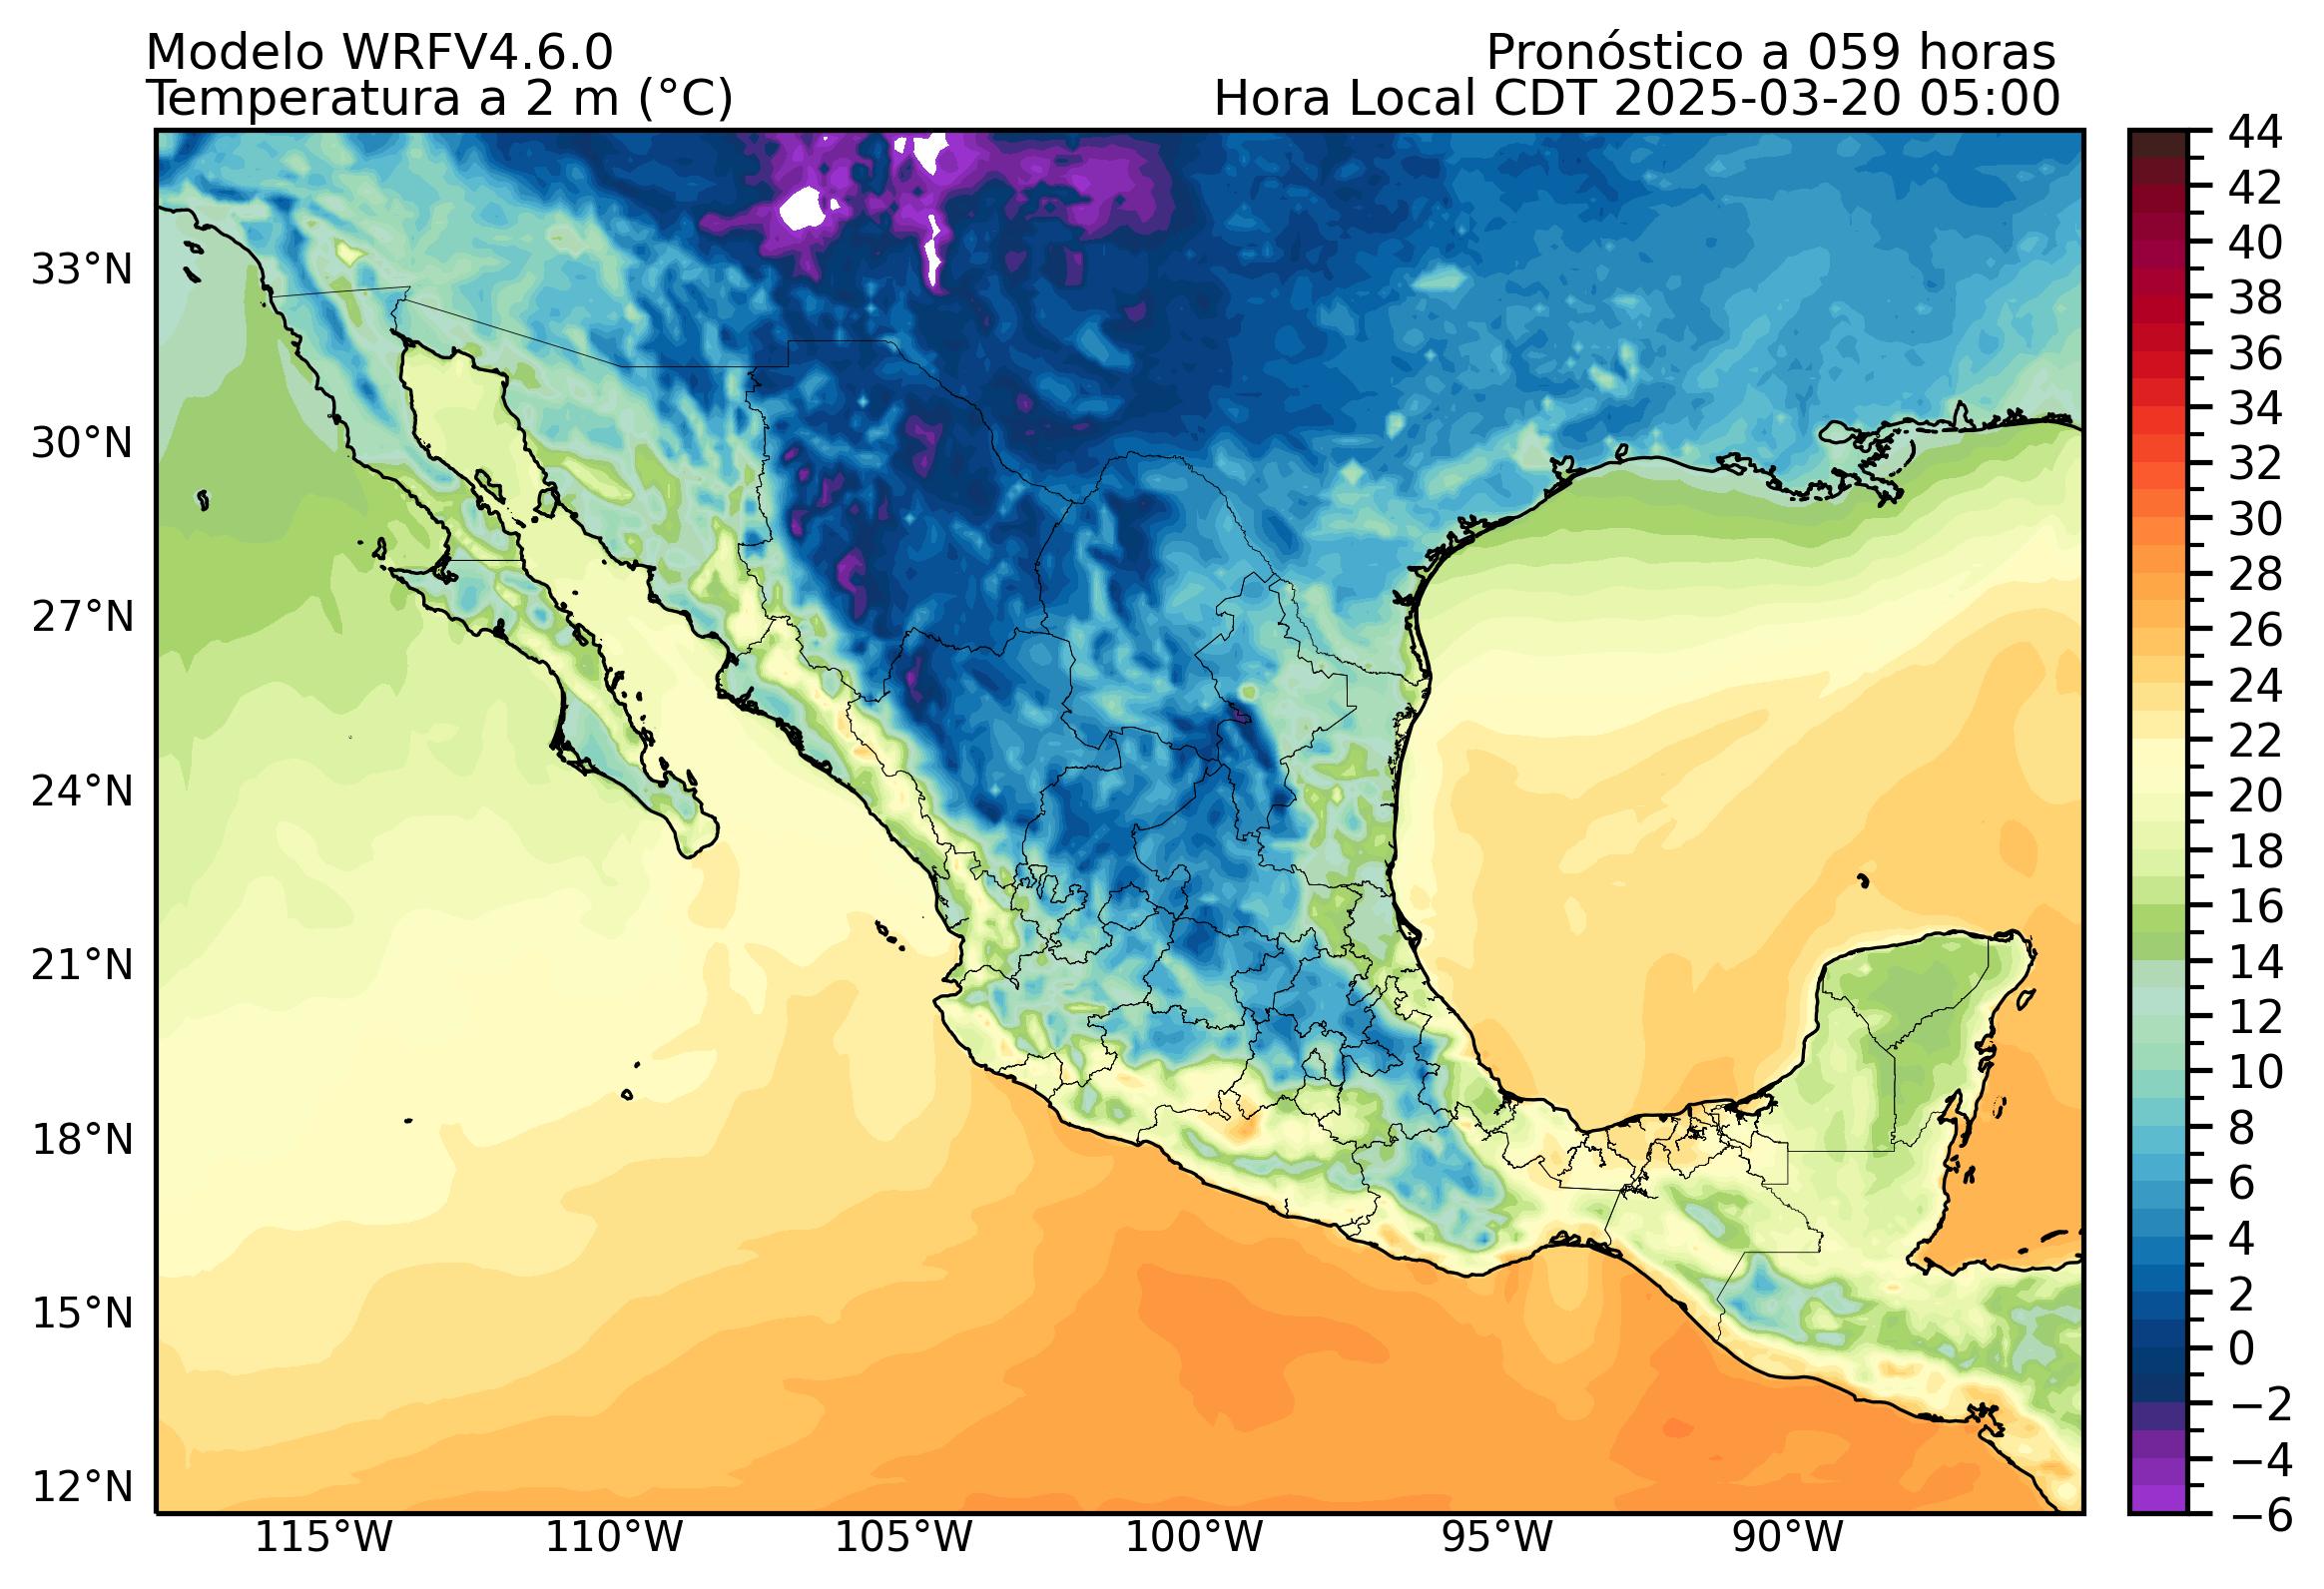 Modelo WRFV4.6.0
Pronóstico a 059 horas
Temperatura a 2 m (°C)
Hora Local CDT 2025-03-20 05:00
44
42
40
38
36
34
32
30
28
26
24
22
20
18
16
14
12
10
8
6
4
2
0
−2
−4
−6
33°N
30°N
27°N
24°N
21°N
18°N
15°N
12°N
115°W 110°W 105°W 100°W 95°W 90°W